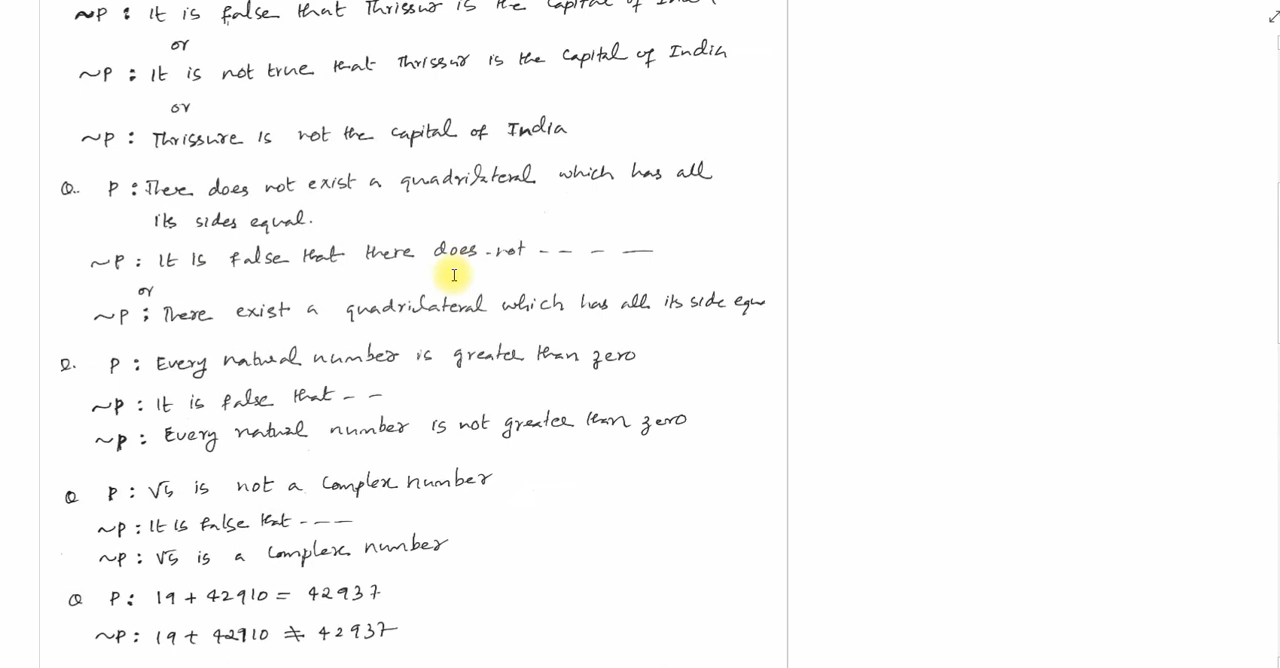 ~P : It is false that Thrissur is the Capital of
or
~P : It is not true that Thrissur is the Capital of India
or
~P : Thrissure is not the capital of India
Q. P : There does not exist a quadrilateral which has all
its sides equal.
~P : It is false that there does not -- - —
or
~P : There exist a quadrilateral which has all its side equ
Q. P : Every natural number is greater than zero
~P : It is false that - -
~P : Every natural number is not greater than zero
Q P : √5 is not a complex number
~P : It is false that ----
~P : √5 is a complex number
Q P : 19 + 42910 = 42937
~P : 19 + 42910 ≠ 42937